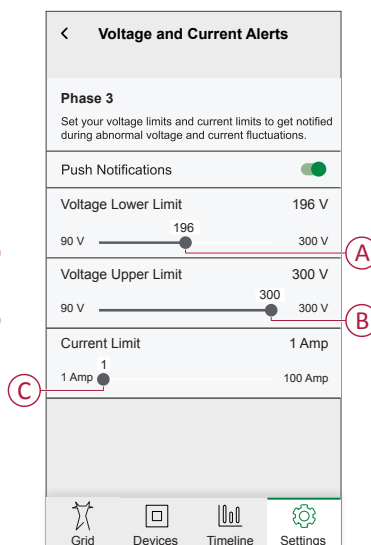 < Voltage and Current Alerts
Phase 3
Set your voltage limits and current limits to get notified
during abnormal voltage and current fluctuations.
Push Notifications
Voltage Lower Limit 196 V
196
90 V 300 V
A
Voltage Upper Limit 300 V
300
90 V 300 V
B
Current Limit 1 Amp
1
1 Amp 100 Amp
C
Grid Devices Timeline Settings